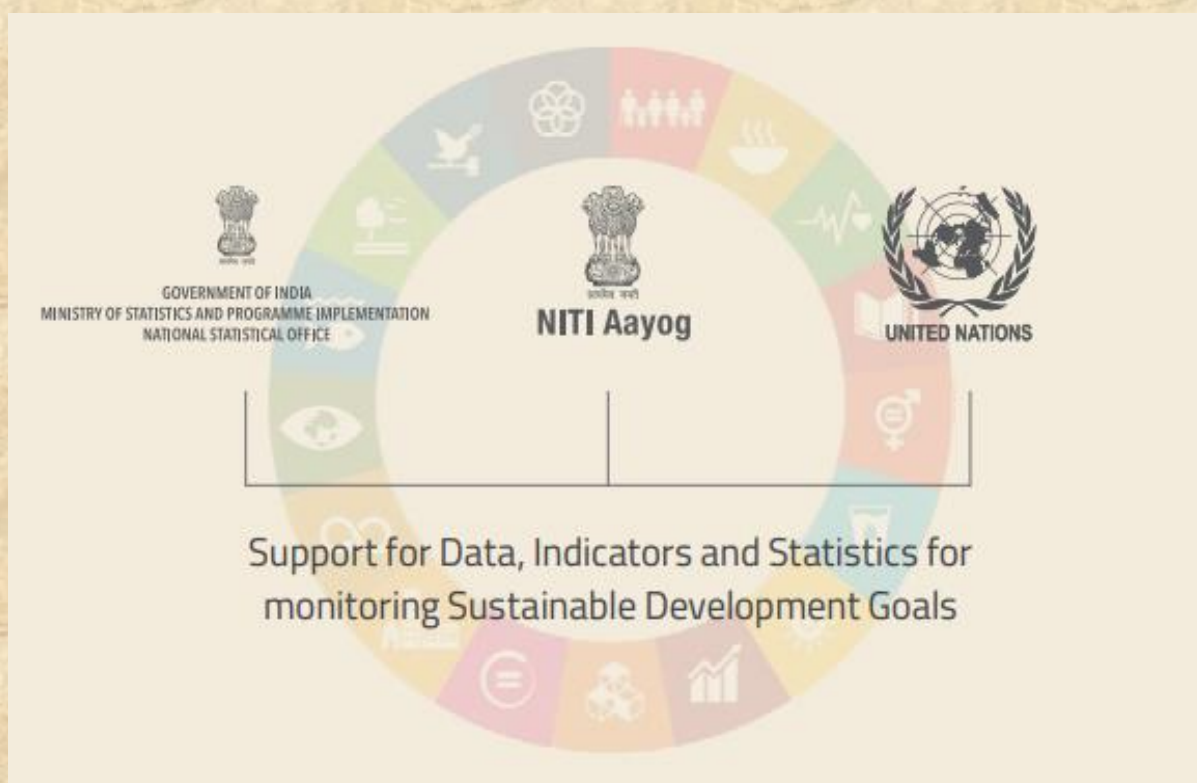 GOVERNMENT OF INDIA
MINISTRY OF STATISTICS AND PROGRAMME IMPLEMENTATION
NATIONAL STATISTICAL OFFICE
NITI Aayog
UNITED NATIONS
Support for Data, Indicators and Statistics for
monitoring Sustainable Development Goals